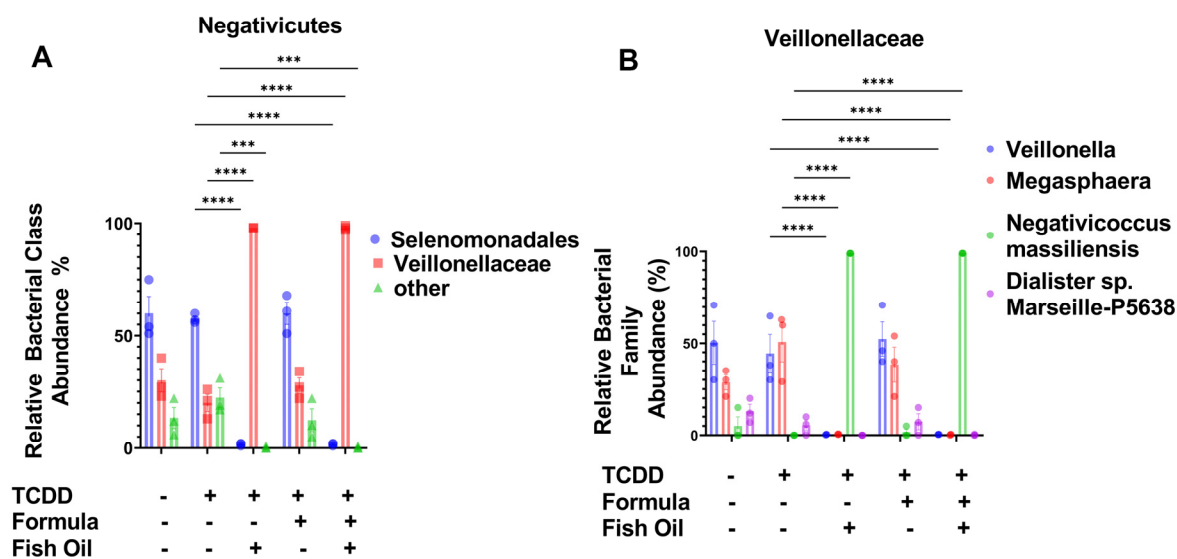 Negativicutes
A
***
****
****
***
****
****
Relative Bacterial Class
Abundance %
100
50
0
Selenomonadales
Veillonellaceae
other
TCDD - + + + +
Formula - - - + +
Fish Oil - - + - +
Veillonellaceae
B
****
****
****
****
****
****
Relative Bacterial
Family
Abundance (%)
100
50
0
Veillonella
Megasphaera
Negativicoccus
massiliensis
Dialister sp.
Marseille-P5638
TCDD - + + + +
Formula - - - + +
Fish Oil - - + - +